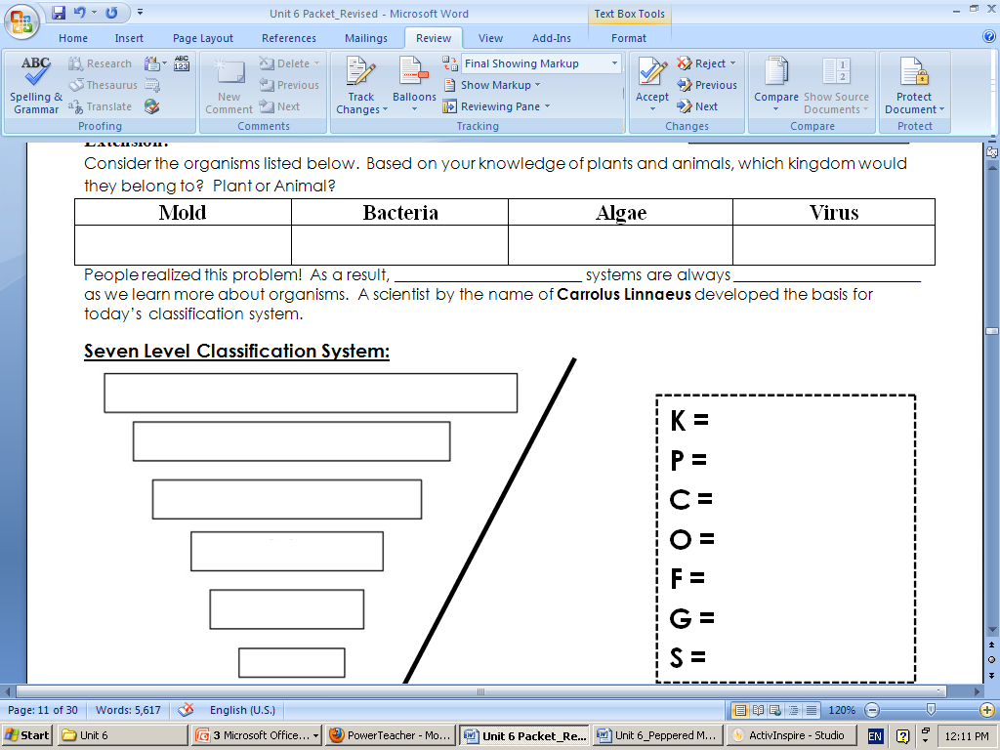 Unit 6 Packet_Revised - Microsoft Word
Text Box Tools
Home Insert Page Layout References Mailings Review View Add-Ins Format
ABC Spelling & Grammar
Research
Thesaurus
Translate
ABC 123
Proofing
New Comment
Delete
Previous
Next
Comments
Track Changes
Balloons
Final Showing Markup
Show Markup
Reviewing Pane
Tracking
Accept
Reject
Previous
Next
Changes
Compare
Show Source Documents
Compare
Protect Document
Protect
Extension:
Consider the organisms listed below. Based on your knowledge of plants and animals, which kingdom would
they belong to? Plant or Animal?
Mold Bacteria Algae Virus
People realized this problem! As a result, ______________________ systems are always ______________________
as we learn more about organisms. A scientist by the name of Carrolus Linnaeus developed the basis for
today's classification system.
Seven Level Classification System:
K =
P =
C =
O =
F =
G =
S =
Page: 11 of 30 Words: 5,617 English (U.S.) 120%
Start Unit 6 3 Microsoft Office... PowerTeacher - Mo... Unit 6 Packet_Re... Unit 6_Peppered M... ActivInspire - Studio EN 12:11 PM